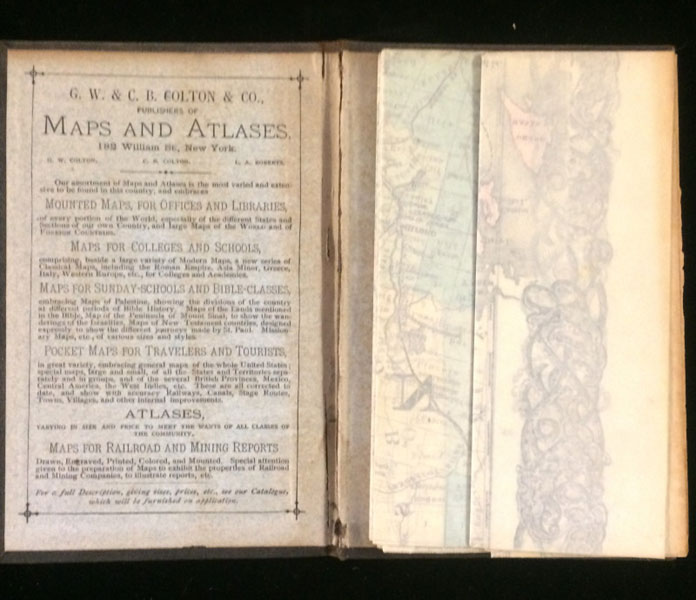 G. W. & C. B. COLTON & CO.,
PUBLISHERS OF
MAPS AND ATLASES,
192 William St., New York.
G. W. COLTON. C. B. COLTON. L. A. ROBERTS.
Our assortment of Maps and Atlases is the most varied and exten-
sive to be found in this country, and embraces
MOUNTED MAPS, FOR OFFICES AND LIBRARIES,
of every portion of the World, especially of the different States and
Sections of our own Country, and large Maps of the WORLD and of
FOREIGN COUNTRIES.
MAPS FOR COLLEGES AND SCHOOLS,
comprising, beside a large variety of Modern Maps, a new series of
Classical Maps, including the Roman Empire, Asia Minor, Greece,
Italy, Western Europe, etc., for Colleges and Academies.
MAPS FOR SUNDAY-SCHOOLS AND BIBLE-CLASSES,
embracing Maps of Palestine, showing the divisions of the country
at different periods of Bible History. Maps of the Lands mentioned
in the Bible, Map of the Peninsula of Mount Sinai, to show the wan-
derings of the Israelites, Maps of New Testament countries, designed
expressly to show the different journeys made by St. Paul. Mission-
ary Maps, etc., of various sizes and styles.
POCKET MAPS FOR TRAVELERS AND TOURISTS,
in great variety, embracing general maps of the whole United States;
special maps, large and small, of all the States and Territories sepa-
rately and in groups, and of the several British Provinces, Mexico,
Central America, the West Indies, etc. These are all corrected to
date, and show with accuracy Railways, Canals, Stage Routes,
Towns, Villages, and other internal improvements.
ATLASES,
VARYING IN SIZE AND PRICE TO MEET THE WANTS OF ALL CLASSES OF
THE COMMUNITY.
MAPS FOR RAILROAD AND MINING REPORTS
Drawn, Engraved, Printed, Colored, and Mounted. Special attention
given to the preparation of Maps to exhibit the properties of Railroad
and Mining Companies, to illustrate reports, etc.
For a full Description, giving sizes, prices, etc., see our Catalogue,
which will be furnished on application.